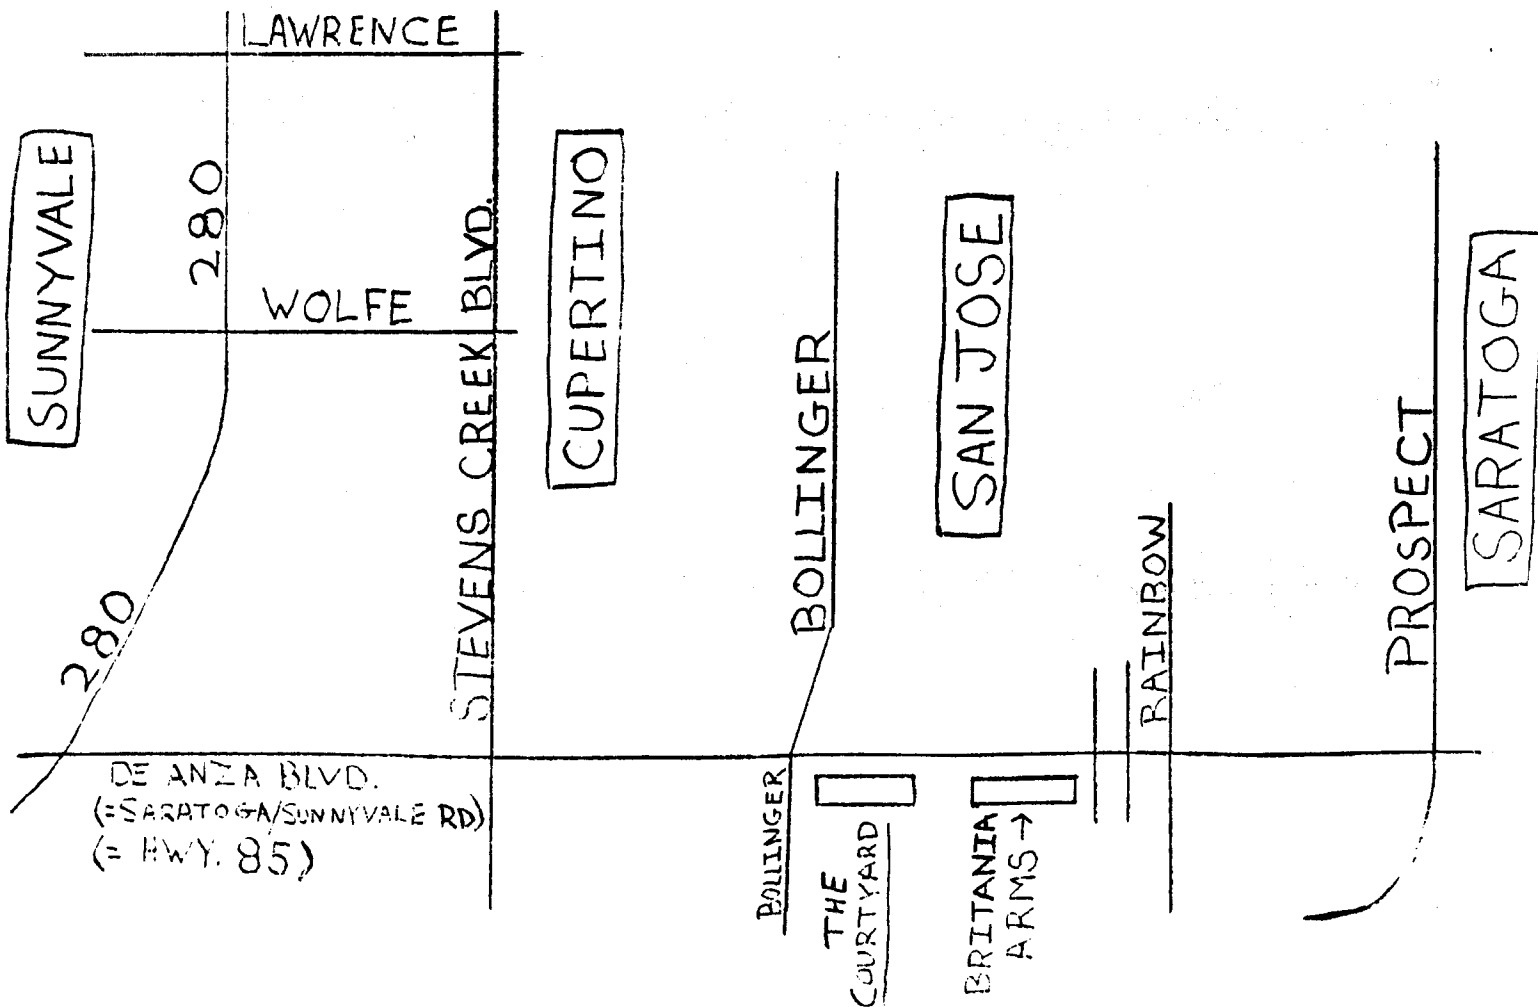 LAWRENCE
SUNNYVALE
280
WOLFE
STEVENS CREEK BLVD.
CUPERTINO
BOLLINGER
SAN JOSE
RAINBOW
PROSPECT
SARATOGA
280
DE ANZA BLVD.
(=SARATOGA/SUNNYVALE RD)
(= HWY. 85)
BOLLINGER
THE
COURTYARD
BRITANIA
ARMS→